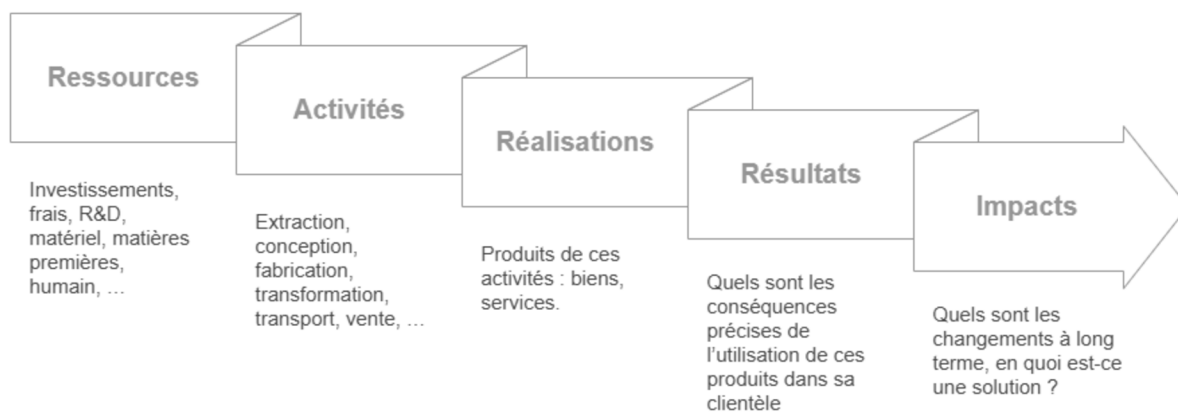 Ressources
Investissements,
frais, R&D,
matériel, matières
premières,
humain, …
Activités
Extraction,
conception,
fabrication,
transformation,
transport, vente, …
Réalisations
Produits de ces
activités : biens,
services.
Résultats
Quels sont les
conséquences
précises de
l’utilisation de ces
produits dans sa
clientèle
Impacts
Quels sont les
changements à long
terme, en quoi est-ce
une solution ?